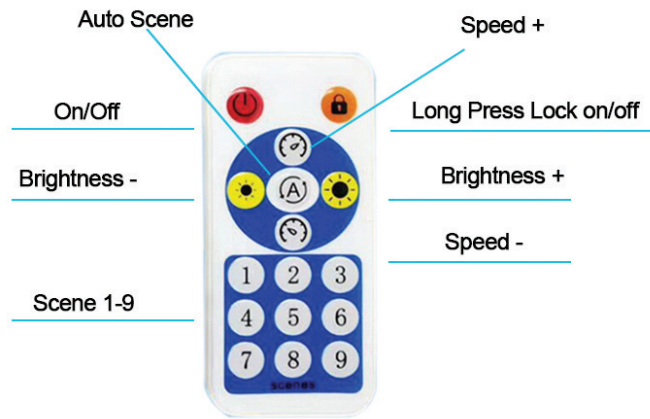 Auto Scene
Speed +
On/Off
Long Press Lock on/off
Brightness -
A
Brightness +
Speed -
1 2 3
Scene 1-9
4 5 6
7 8 9
scenes